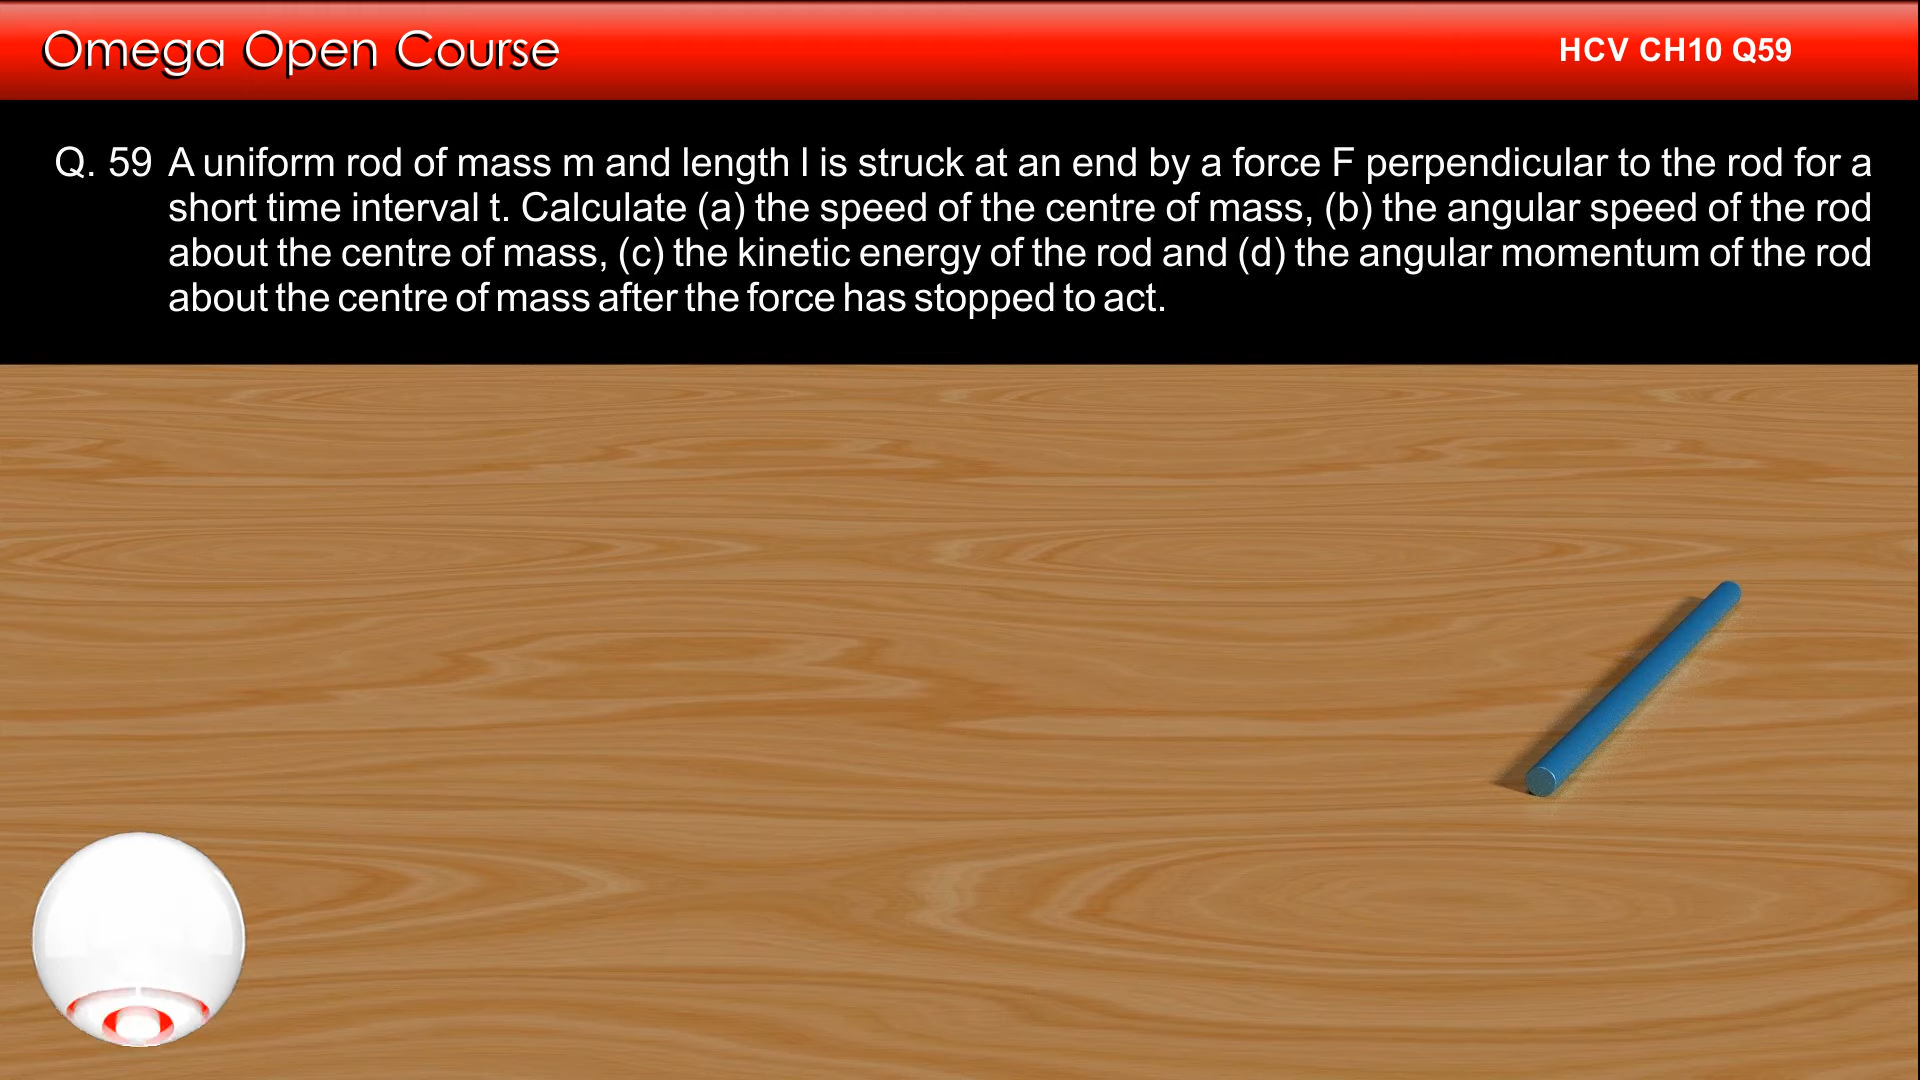 Omega Open Course
HCV CH10 Q59
Q. 59 A uniform rod of mass m and length l is struck at an end by a force F perpendicular to the rod for a
short time interval t. Calculate (a) the speed of the centre of mass, (b) the angular speed of the rod
about the centre of mass, (c) the kinetic energy of the rod and (d) the angular momentum of the rod
about the centre of mass after the force has stopped to act.